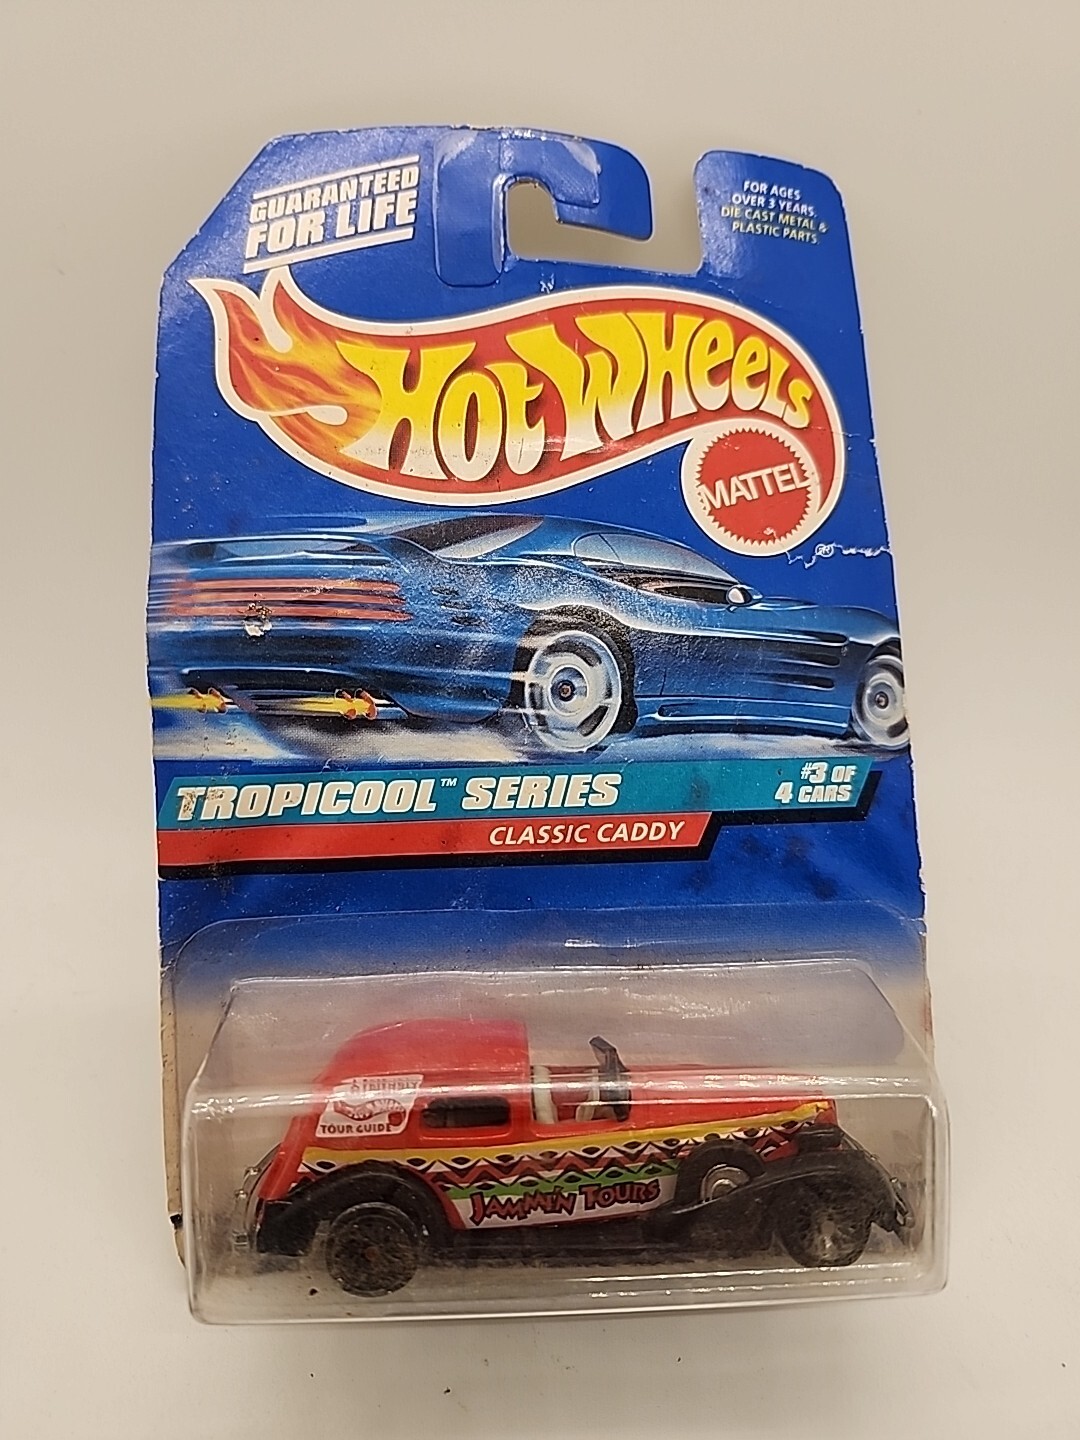 GUARANTEED
FOR LIFE
FOR AGES
OVER 3 YEARS.
DIE CAST METAL &
PLASTIC PARTS.
HOT WHEELS
MATTEL
TROPICOOL™ SERIES
#3 OF
4 CARS
CLASSIC CADDY
TOUR GUIDE
JAMMIN TOURS